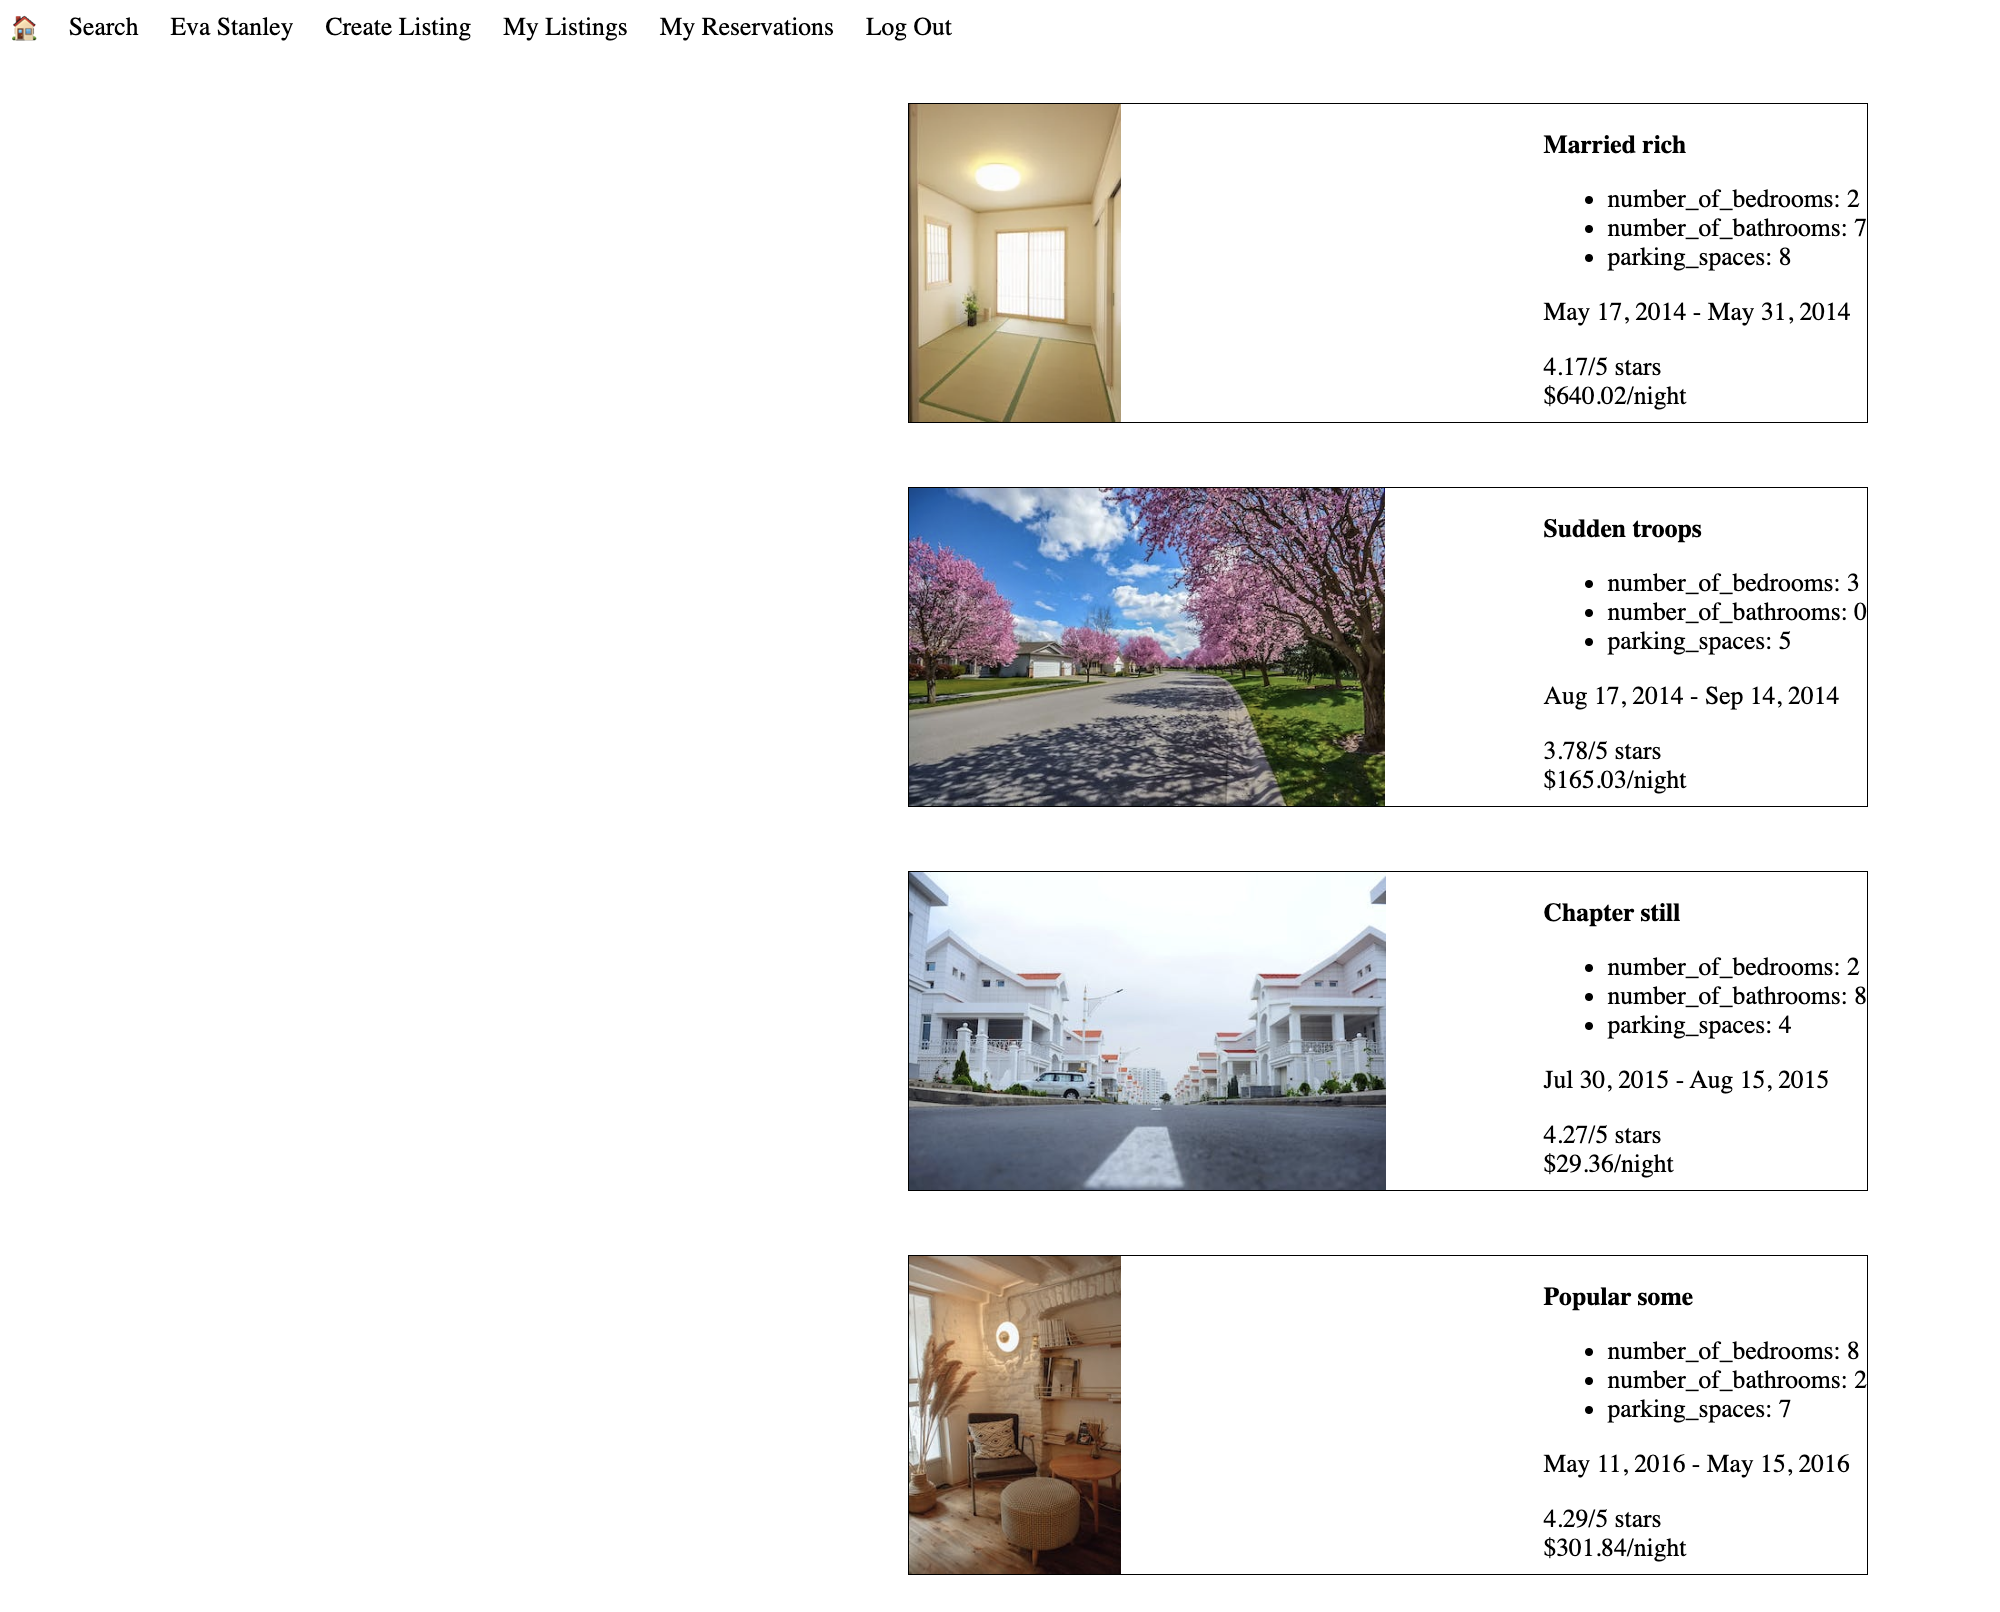 Search Eva Stanley Create Listing My Listings My Reservations Log Out
Married rich
number_of_bedrooms: 2
number_of_bathrooms: 7
parking_spaces: 8
May 17, 2014 - May 31, 2014
4.17/5 stars
$640.02/night
Sudden troops
number_of_bedrooms: 3
number_of_bathrooms: 0
parking_spaces: 5
Aug 17, 2014 - Sep 14, 2014
3.78/5 stars
$165.03/night
Chapter still
number_of_bedrooms: 2
number_of_bathrooms: 8
parking_spaces: 4
Jul 30, 2015 - Aug 15, 2015
4.27/5 stars
$29.36/night
Popular some
number_of_bedrooms: 8
number_of_bathrooms: 2
parking_spaces: 7
May 11, 2016 - May 15, 2016
4.29/5 stars
$301.84/night